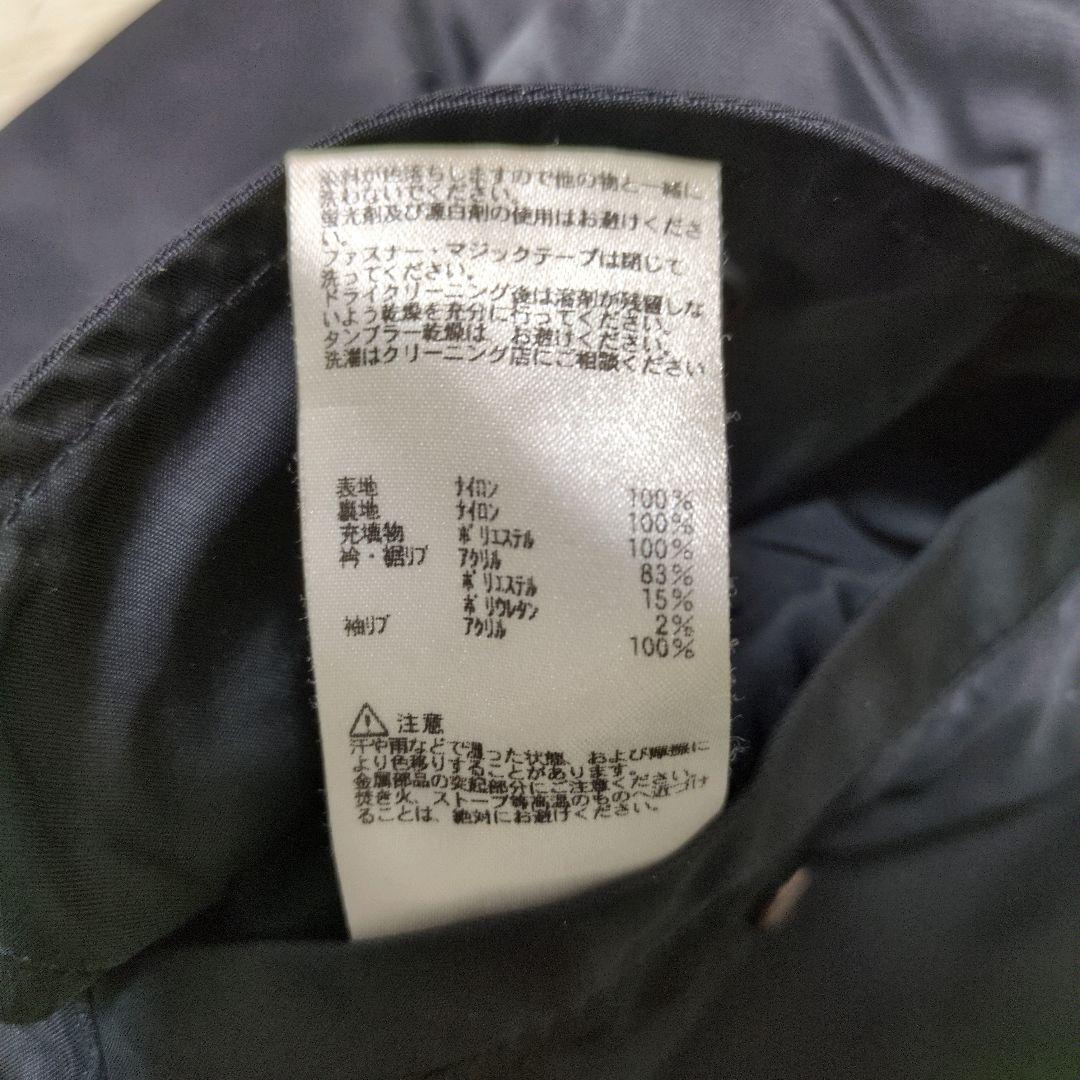 染料が色落ちしますので他の物と一緒に
洗わないでください。
蛍光剤及び漂白剤の使用はお避けくださ
い。
ファスナー・マジックテープは閉じて
洗ってください。
ドライクリーニング後は溶剤が残留しな
いよう乾燥を充分に行ってください。
タンブラー乾燥は お避けください。
洗濯はクリーニング店にご相談ください
表地 ナイロン 100%
裏地 ナイロン 100%
充填物 ポリエステル 100%
衿・裾リブ アクリル 83%
ポリエステル 15%
ポリウレタン 2%
袖リブ アクリル 100%
注意
汗や雨などで湿った状態、および摩擦に
より色移りすることがあります。
金属部品の突起部分にご注意ください。
焚き火、ストーブ等高温のものへ近づけ
ることは、絶対にお避けください。